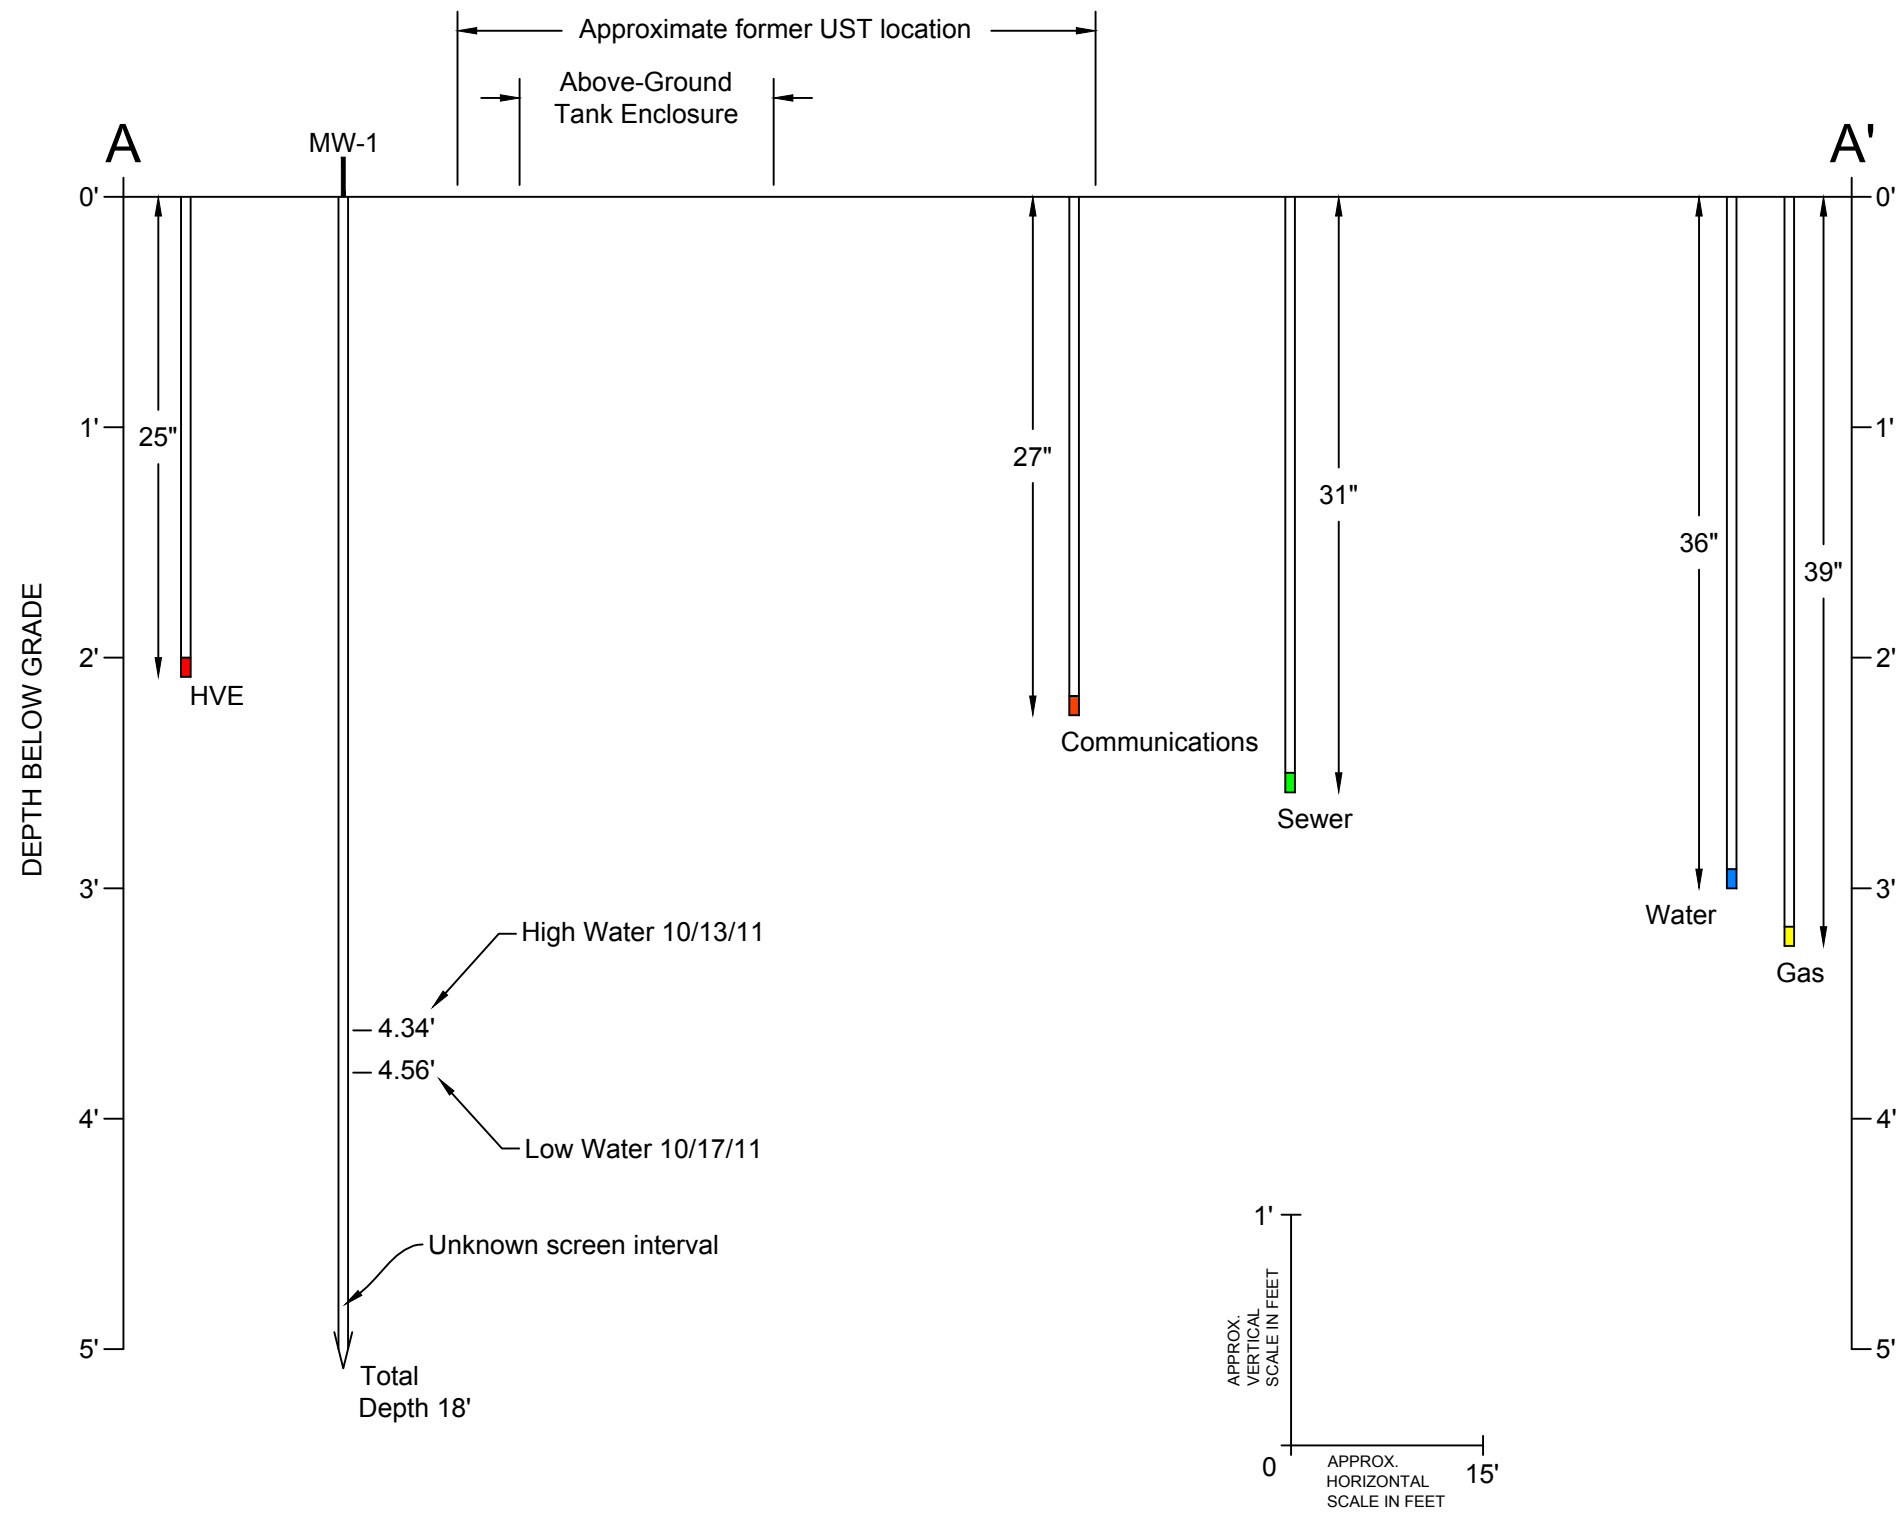 Approximate former UST location
Above-Ground
Tank Enclosure
A
MW-1
A'
0'
0'
1'
25"
27"
1'
31"
36"
39"
DEPTH BELOW GRADE
2'
2'
HVE
Communications
Sewer
3'
3'
Water
High Water 10/13/11
Gas
4.34'
4.56'
4'
4'
Low Water 10/17/11
Unknown screen interval
5'
5'
Total
Depth 18'
1'
APPROX.
VERTICAL
SCALE IN FEET
0
15'
APPROX.
HORIZONTAL
SCALE IN FEET